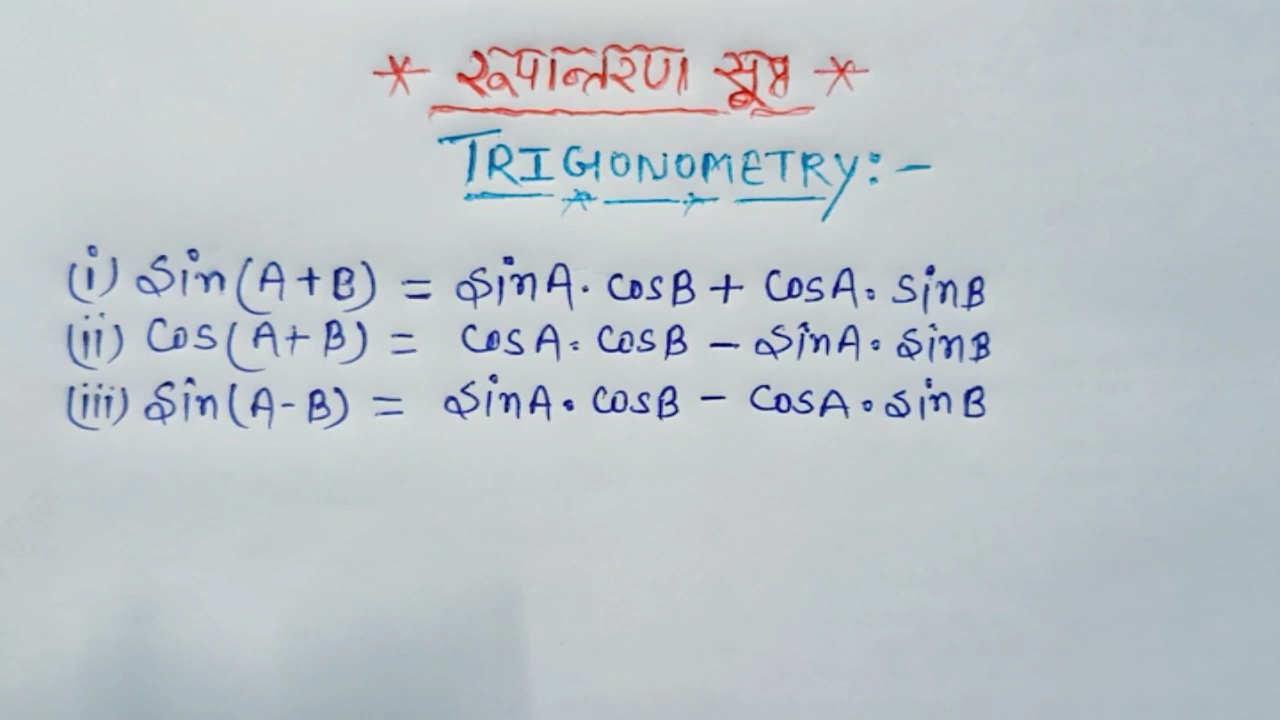 * रूपान्तरण सूत्र *
TRIGONOMETRY:-
(i) Sin(A+B) = SinA. cosB + cosA. sinB
(ii) Cos(A+B) = cosA. cosB - SinA. SinB
(iii) Sin(A-B) = SinA. cosB - cosA. SinB